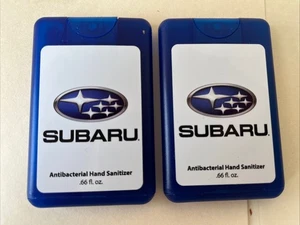 SUBARU
Antibacterial Hand Sanitizer
.66 fl. oz.
SUBARU
Antibacterial Hand Sanitizer
.66 fl. oz.